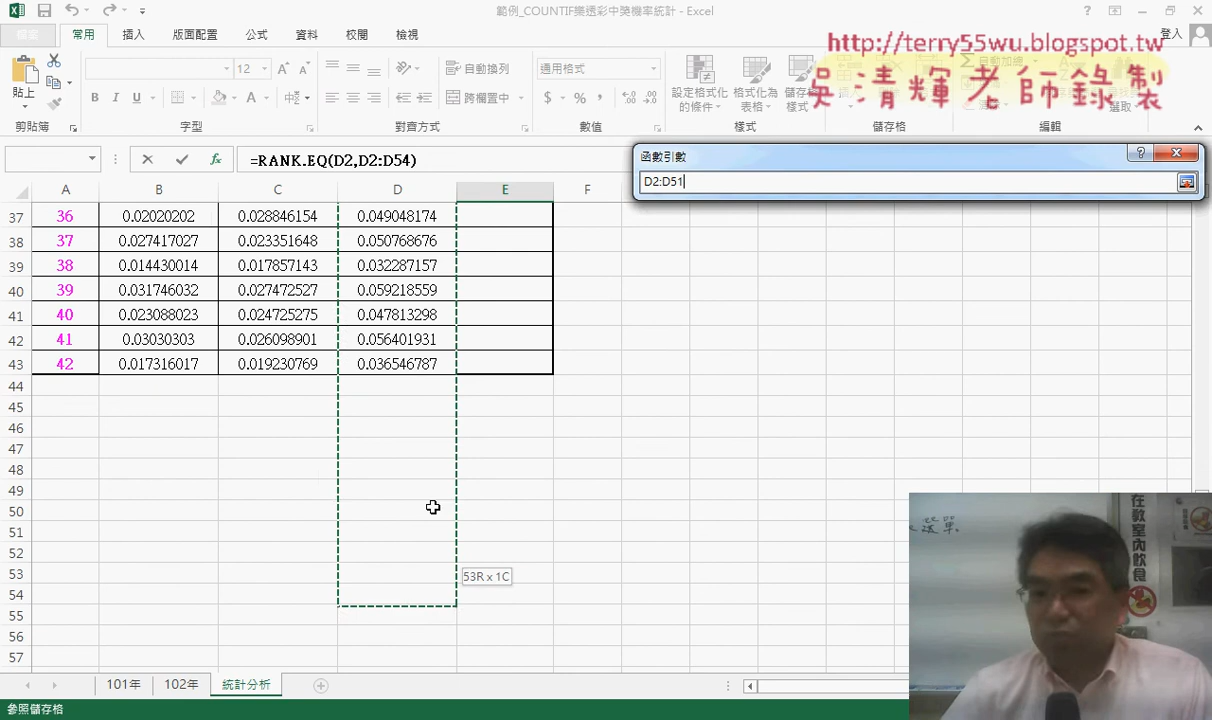 範例_COUNTIF樂透彩中獎機率統計 - Excel
檔案 常用 插入 版面配置 公式 資料 校閱 檢視 登入
http://terry55wu.blogspot.tw
吳清輝老師錄製
12 自動換列 通用格式
貼上 B I U 跨欄置中 $ % 設定格式化的條件 格式化為表格 儲存格樣式 選取
剪貼簿 字型 對齊方式 數值 樣式 儲存格 編輯
=RANK.EQ(D2,D2:D54)
函數引數
D2:D51
A B C D E F
37 36 0.02020202 0.028846154 0.049048174
38 37 0.027417027 0.023351648 0.050768676
39 38 0.014430014 0.017857143 0.032287157
40 39 0.031746032 0.027472527 0.059218559
41 40 0.023088023 0.024725275 0.047813298
42 41 0.03030303 0.026098901 0.056401931
43 42 0.017316017 0.019230769 0.036546787
44
45
46
47
48
49
50
51
52
53
54
55
56
57
53R x 1C
在教室內飲食
101年 102年 統計分析
參照儲存格